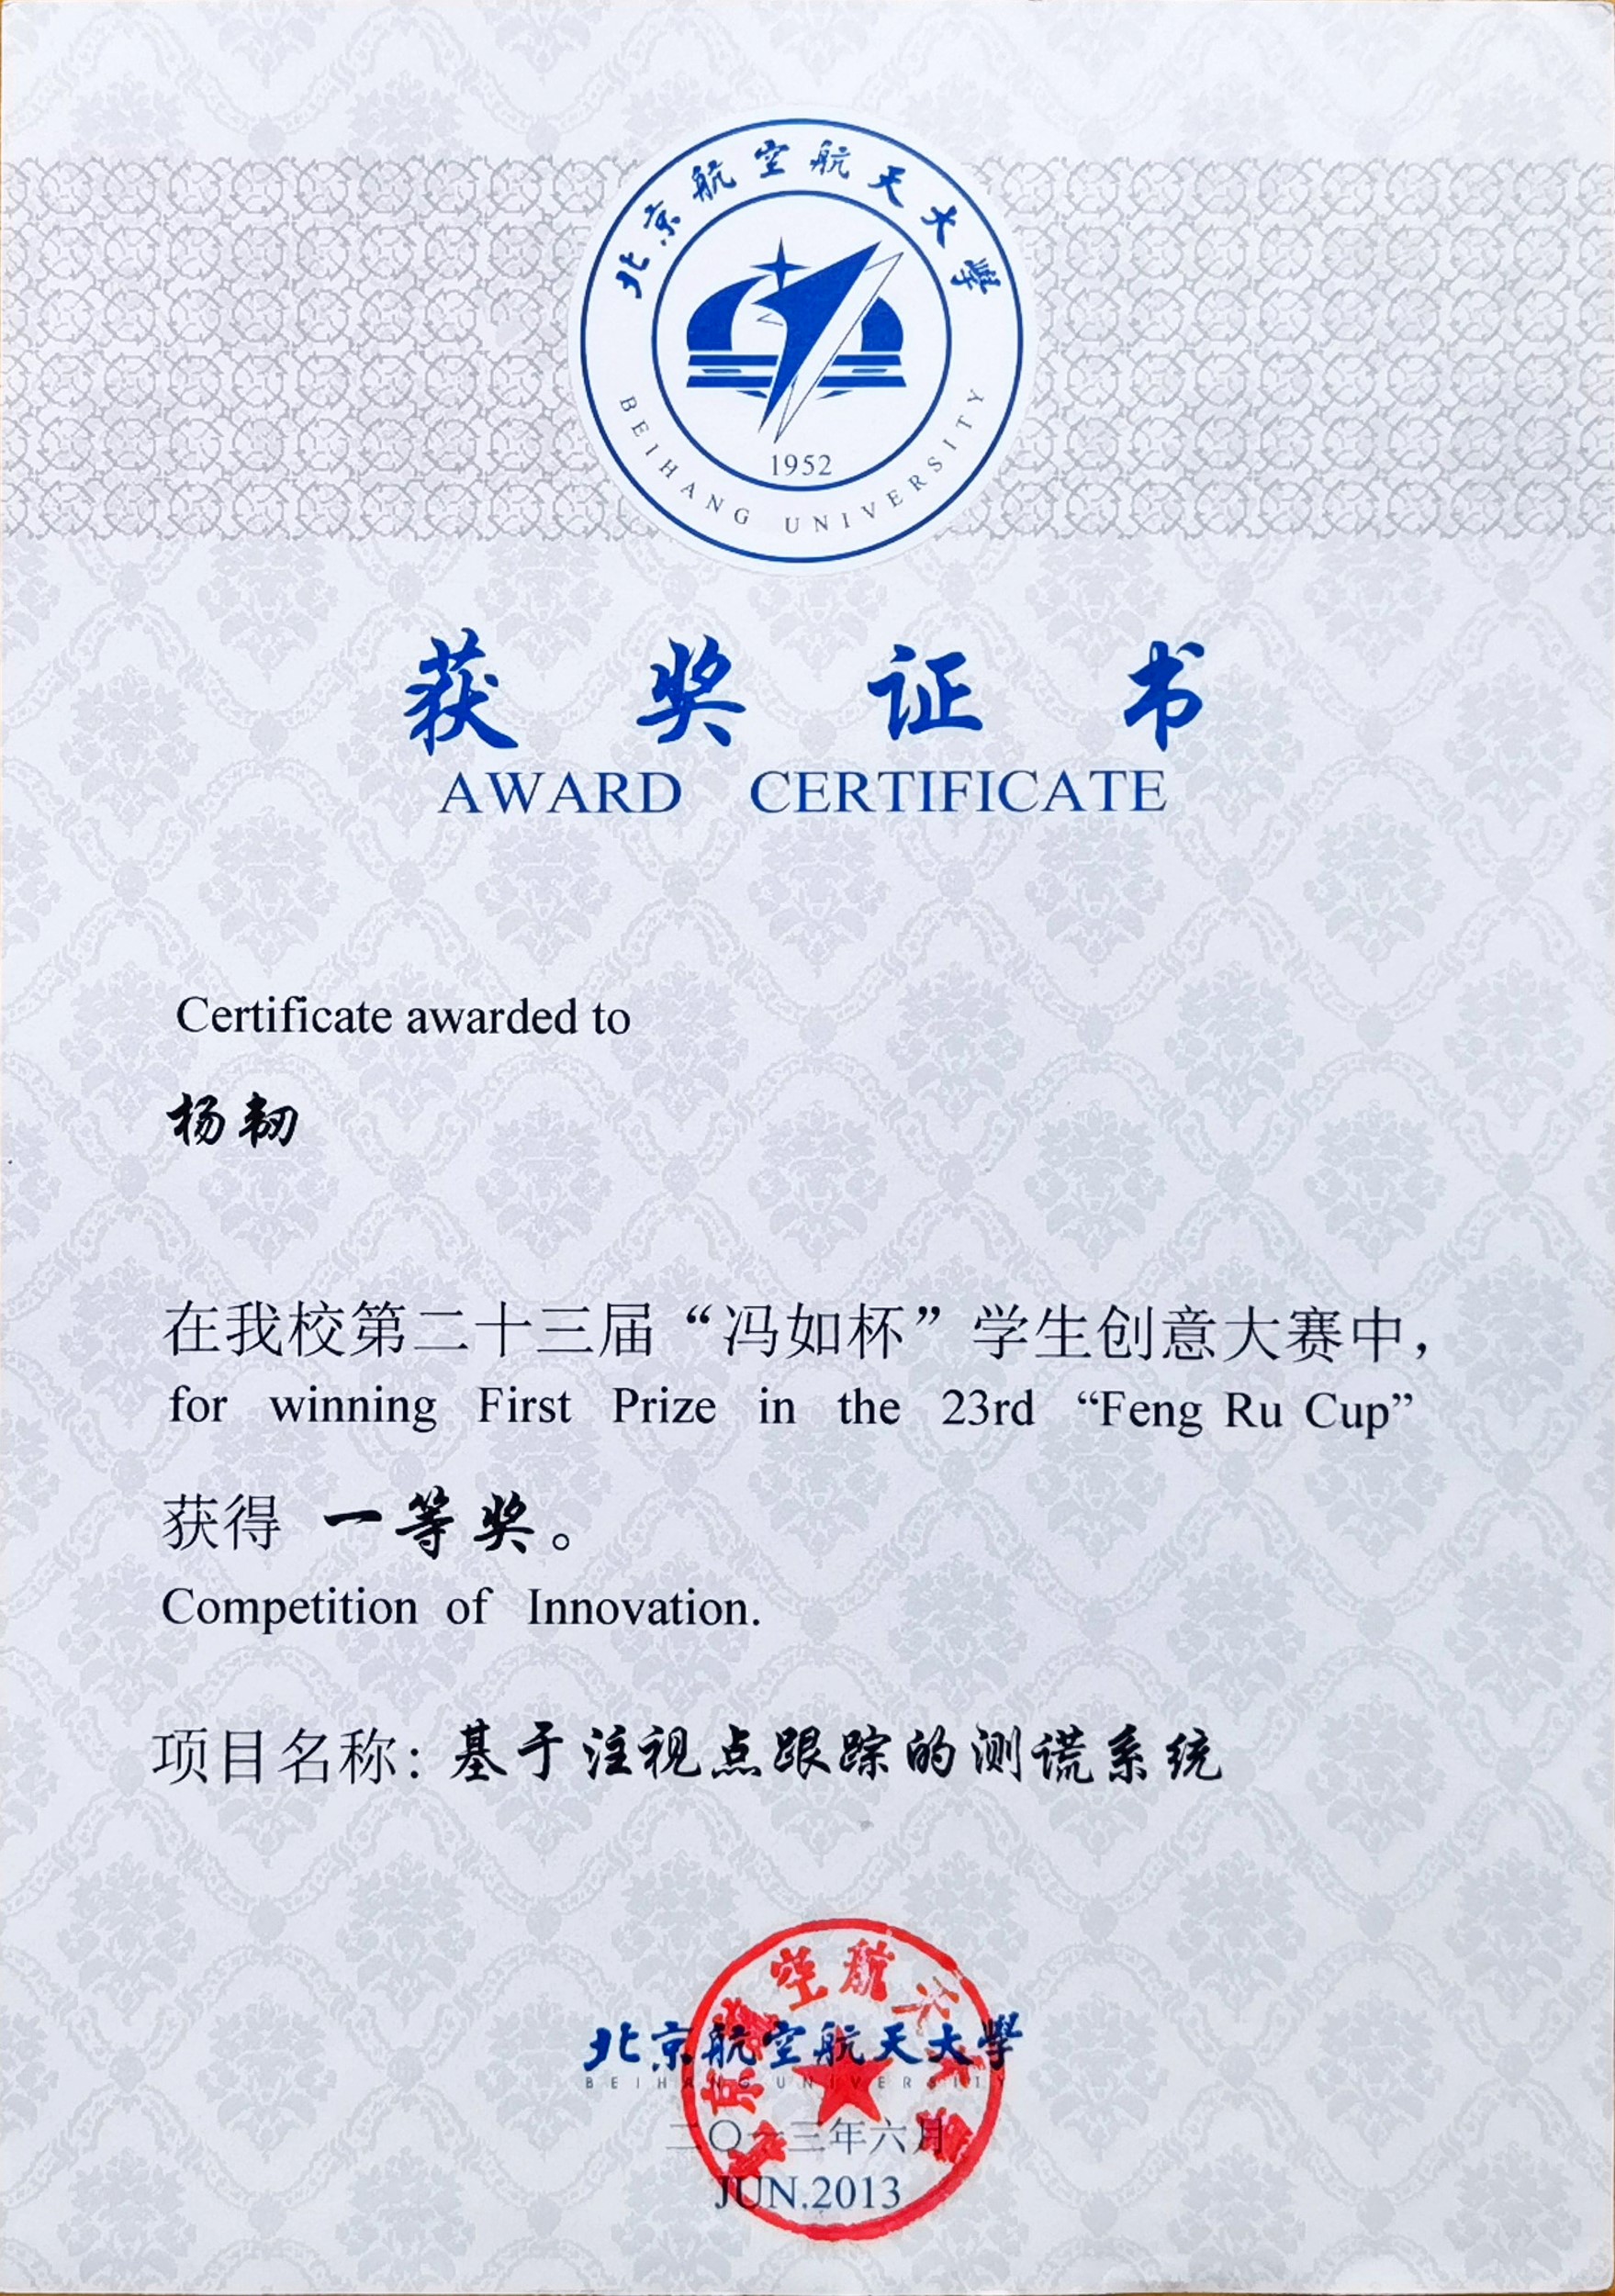 北京航空航天大學
1952
BEIHANG UNIVERSITY
获奖证书
AWARD CERTIFICATE
Certificate awarded to
杨韧
在我校第二十三届“冯如杯”学生创意大赛中，
for winning First Prize in the 23rd “Feng Ru Cup”
获得 一等奖。
Competition of Innovation.
项目名称：基于注视点跟踪的测谎系统
北京航空航天大學
BEIHANG UNIVERSITY
二〇一三年六月
JUN.2013